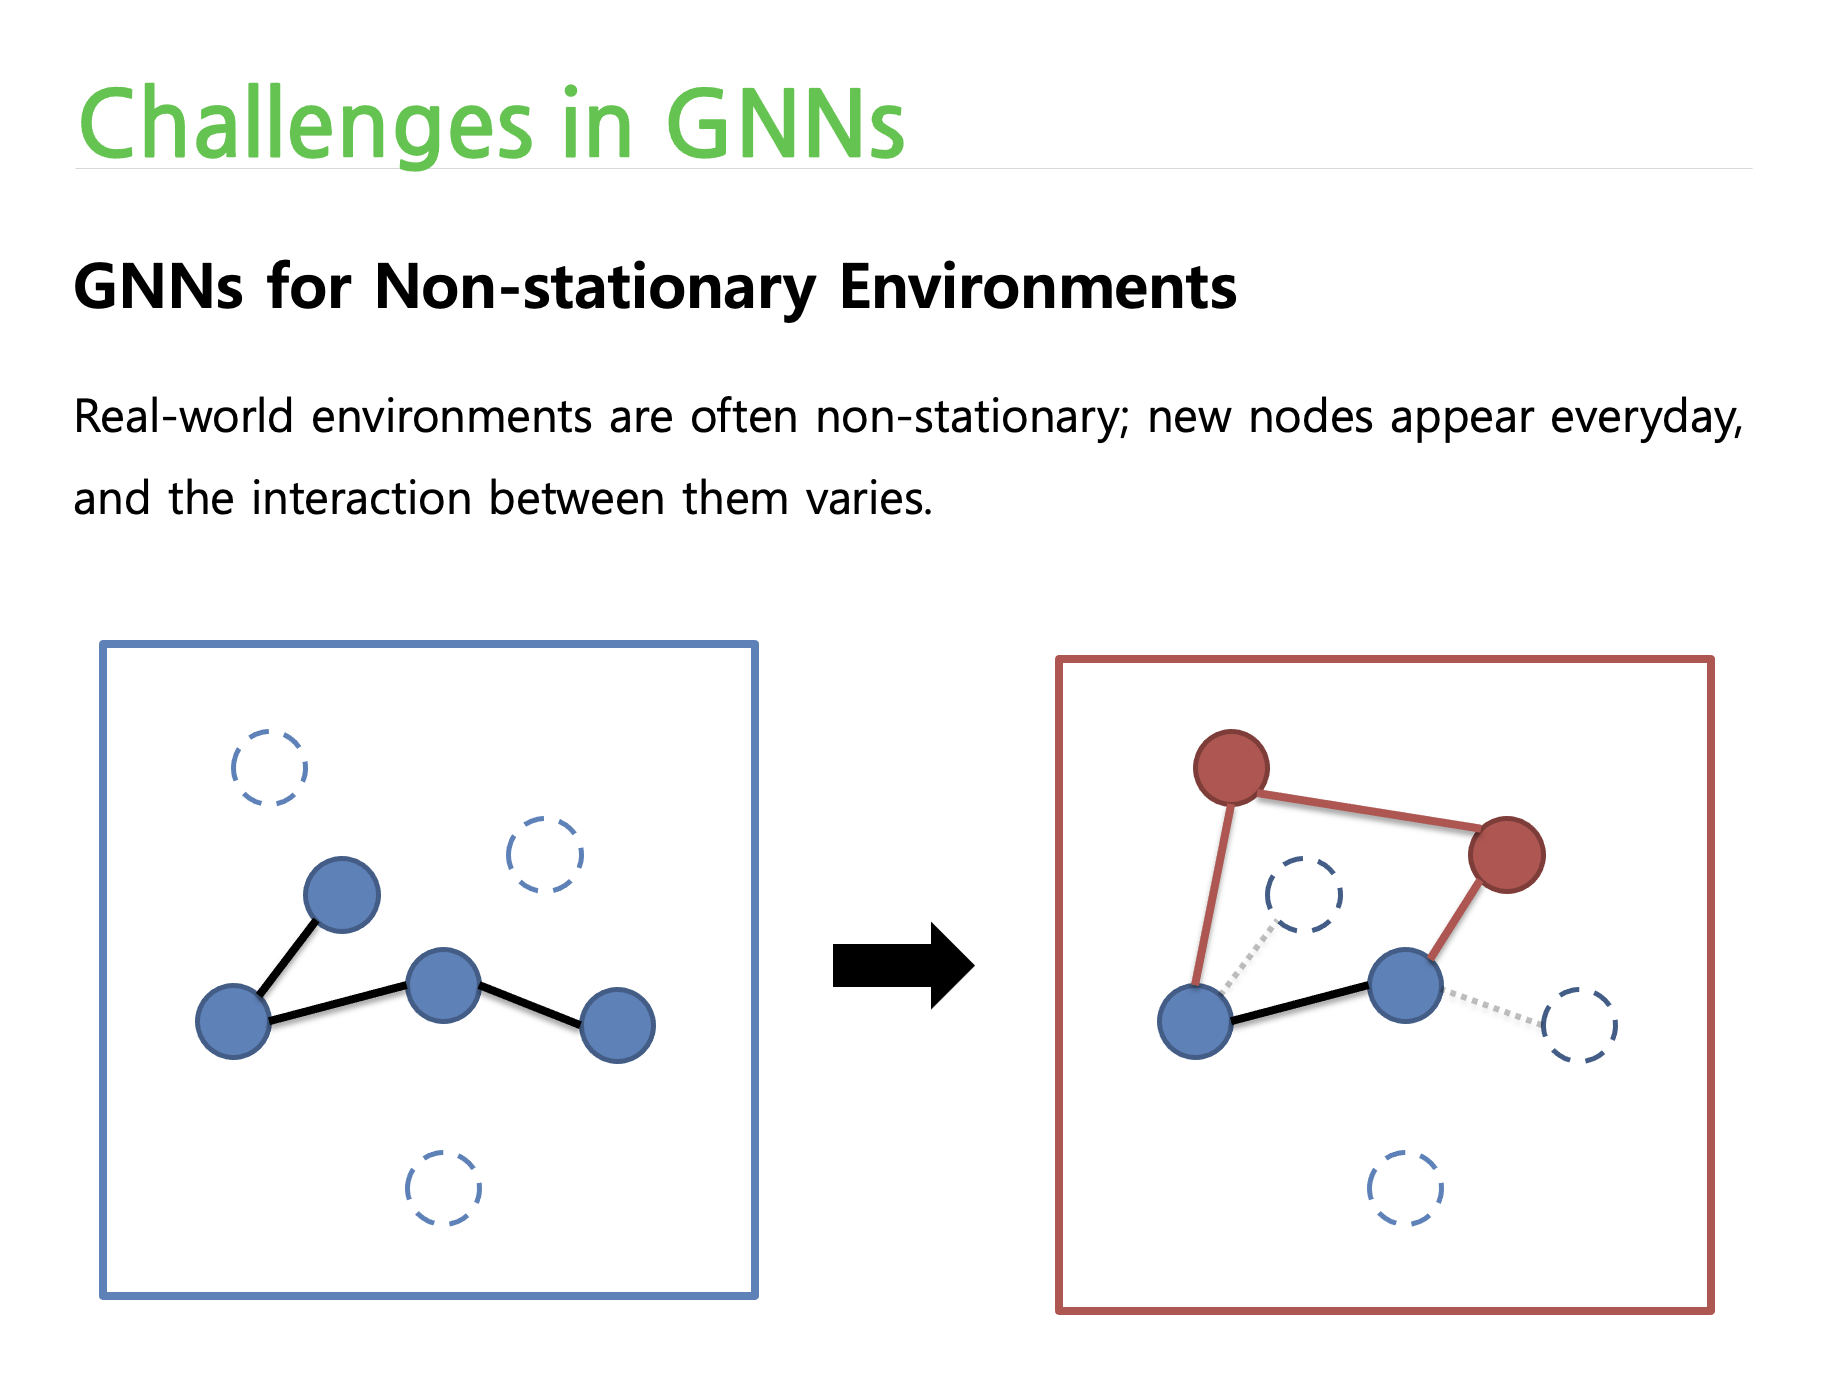 Challenges in GNNs
GNNs for Non-stationary Environments
Real-world environments are often non-stationary; new nodes appear everyday,
and the interaction between them varies.